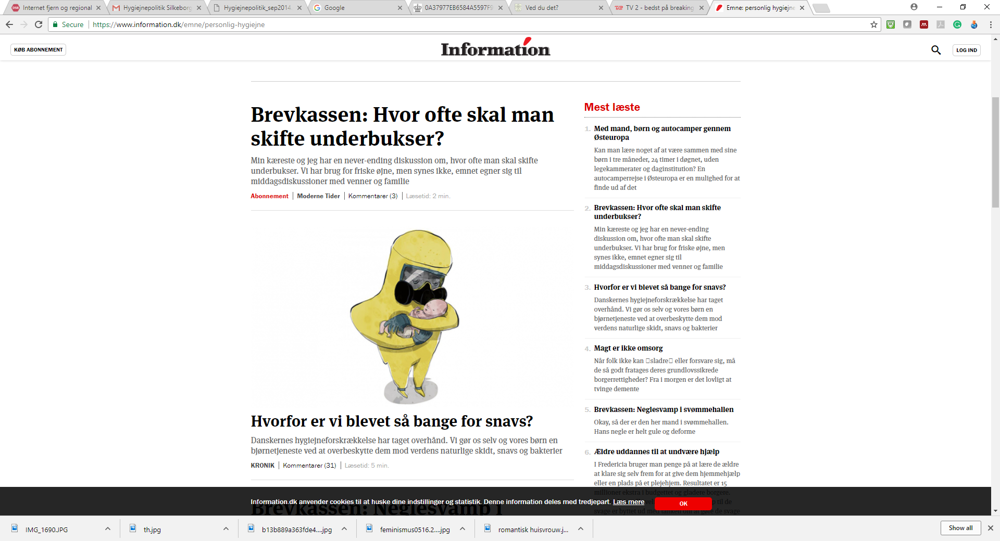 Internet fjern og regional
Hygiejnepolitik Silkeborg
Hygiejnepolitik_sep2014.
Google
0A37977EB6584A5597F9
Ved du det?
TV 2 - bedst på breaking
Emne: personlig hygiejne
Secure
https://www.information.dk/emne/personlig-hygiejne
KØB ABONNEMENT
Information
LOG IND
Brevkassen: Hvor ofte skal man
skifte underbukser?
Min kæreste og jeg har en never-ending diskussion om, hvor ofte man skal skifte
underbukser. Vi har brug for friske øjne, men synes ikke, emnet egner sig til
middagsdiskussioner med venner og familie
Abonnement | Moderne Tider | Kommentarer (3) | Læsetid: 2 min.
Hvorfor er vi blevet så bange for snavs?
Danskernes hygiejneforskrækkelse har taget overhånd. Vi gør os selv og vores børn en
bjørnetjeneste ved at overbeskytte dem mod verdens naturlige skidt, snavs og bakterier
KRONIK | Kommentarer (31) | Læsetid: 5 min.
Brevkassen: Neglesvamp i
Mest læste
1. Med mand, børn og autocamper gennem
Østeuropa
Kan man lære noget af at være sammen med sine
børn i tre måneder, 24 timer i døgnet, uden
legekammerater og daginstitution? En
autocamperrejse i Østeuropa er en mulighed for at
finde ud af det
2. Brevkassen: Hvor ofte skal man skifte
underbukser?
Min kæreste og jeg har en never-ending
diskussion om, hvor ofte man skal skifte
underbukser. Vi har brug for friske øjne, men
synes ikke, emnet egner sig til
middagsdiskussioner med venner og familie
3. Hvorfor er vi blevet så bange for snavs?
Danskernes hygiejneforskrækkelse har taget
overhånd. Vi gør os selv og vores børn en
bjørnetjeneste ved at overbeskytte dem mod
verdens naturlige skidt, snavs og bakterier
4. Magt er ikke omsorg
Når folk ikke kan sladre eller forsvare sig, må
de så godt fratages deres grundlovssikrede
borgerrettigheder? Fra i morgen er det lovligt at
tvinge demente
5. Brevkassen: Neglesvamp i svømmehallen
Okay, så der er den her mand i svømmehallen.
Hans negle er helt gule og deforme
6. Ældre uddannes til at undvære hjælp
I Fredericia bruger man penge på at lære de ældre
at klare sig selv frem for at give dem hjemmehjælp
eller en plads på et plejehjem. Resultatet er 15
millioner ekstra i budgettet og gladere borgere.
til de
svage er byttet ud med tanken om at gøre de svage
Information.dk anvender cookies til at huske dine indstillinger og statistik. Denne information deles med tredjepart. Læs mere
OK
IMG_1690.JPG
th.jpg
b13b889a363fde4....jpg
feminismus0516.2....jpg
romantisk huisvrouw.j...
Show all